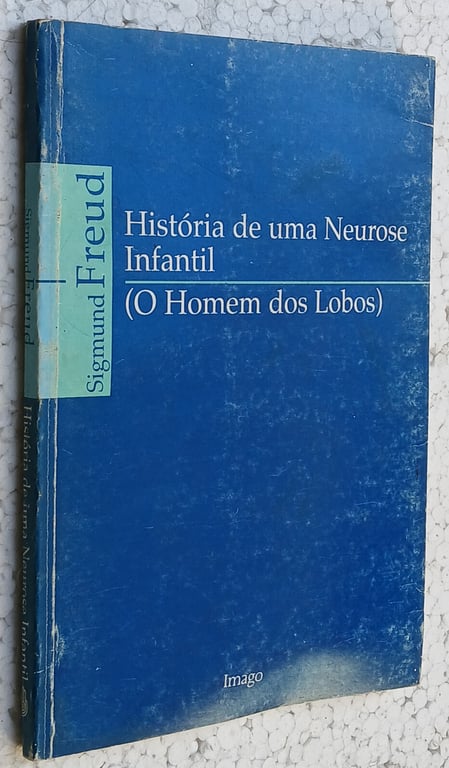 Sigmund Freud
História de uma Neurose
Infantil
(O Homem dos Lobos)
Imago
Sigmund Freud
História de uma Neurose Infantil